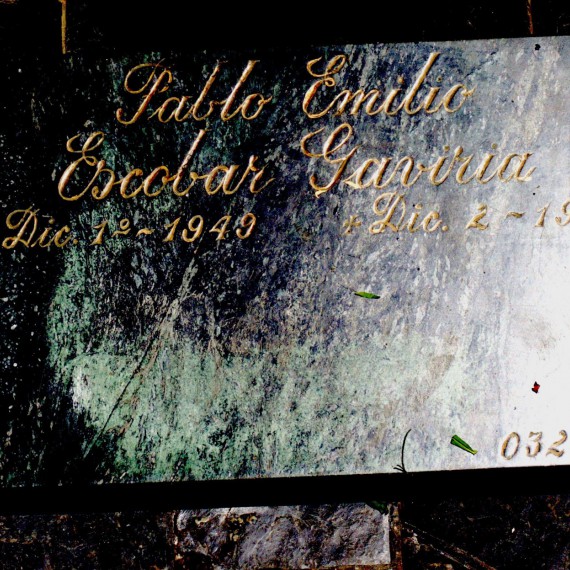 Pablo Emilio
Escobar Gaviria
Dic. 1º - 1949 + Dic. 2 - 19
032